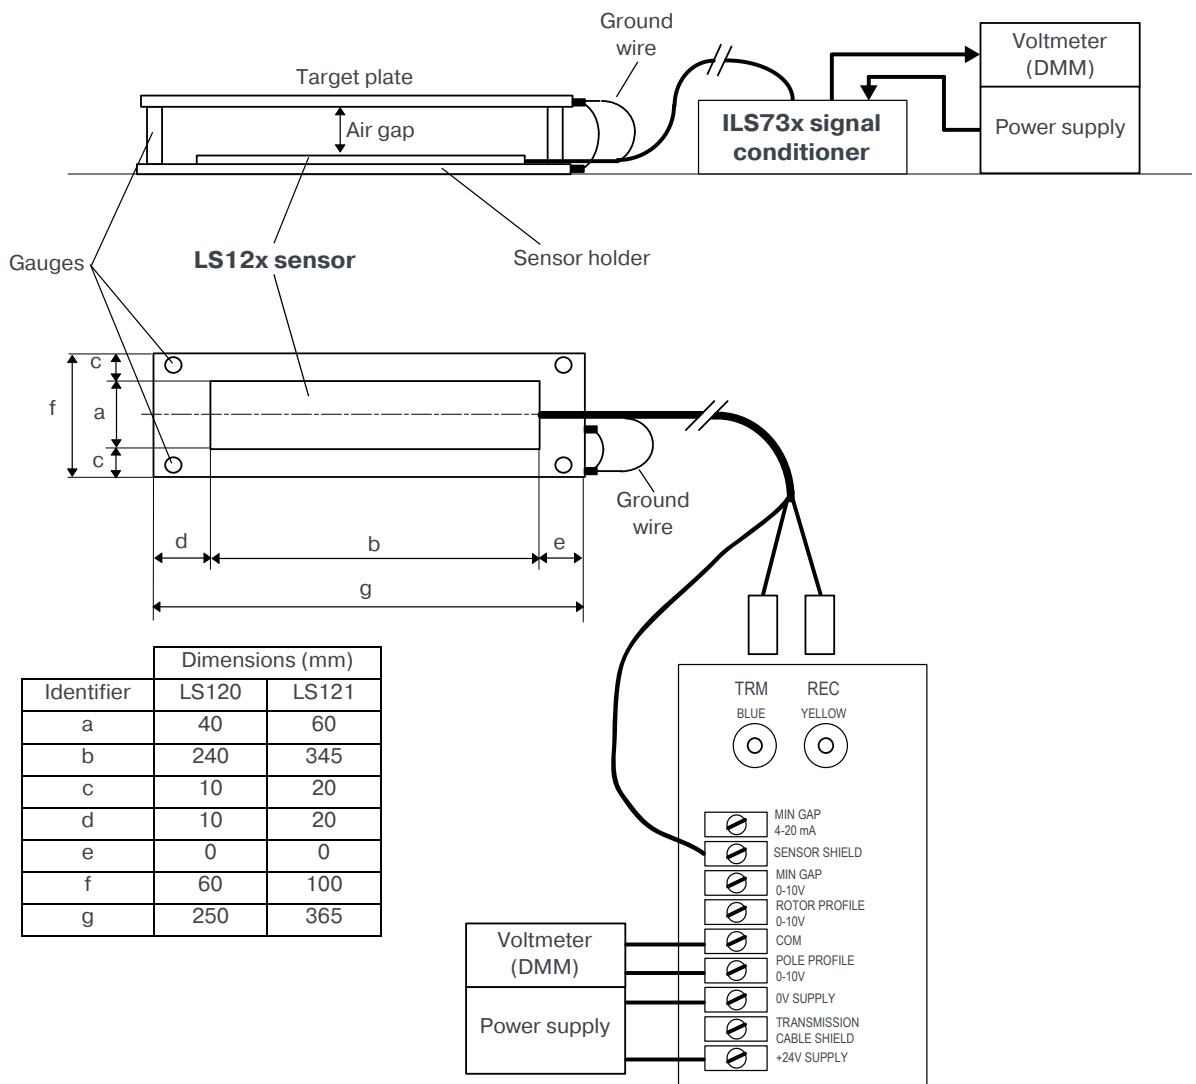 Ground
wire
Target plate
Air gap
ILS73x signal
conditioner
Voltmeter
(DMM)
Power supply
Gauges
LS12x sensor
Sensor holder
c
f
a
c
Ground
wire
d
b
e
g
Dimensions (mm)
Identifier LS120 LS121
a 40 60
b 240 345
c 10 20
d 10 20
e 0 0
f 60 100
g 250 365
TRM REC
BLUE YELLOW
MIN GAP
4-20 mA
SENSOR SHIELD
MIN GAP
0-10V
ROTOR PROFILE
0-10V
COM
POLE PROFILE
0-10V
0V SUPPLY
TRANSMISSION
CABLE SHIELD
+24V SUPPLY
Voltmeter
(DMM)
Power supply